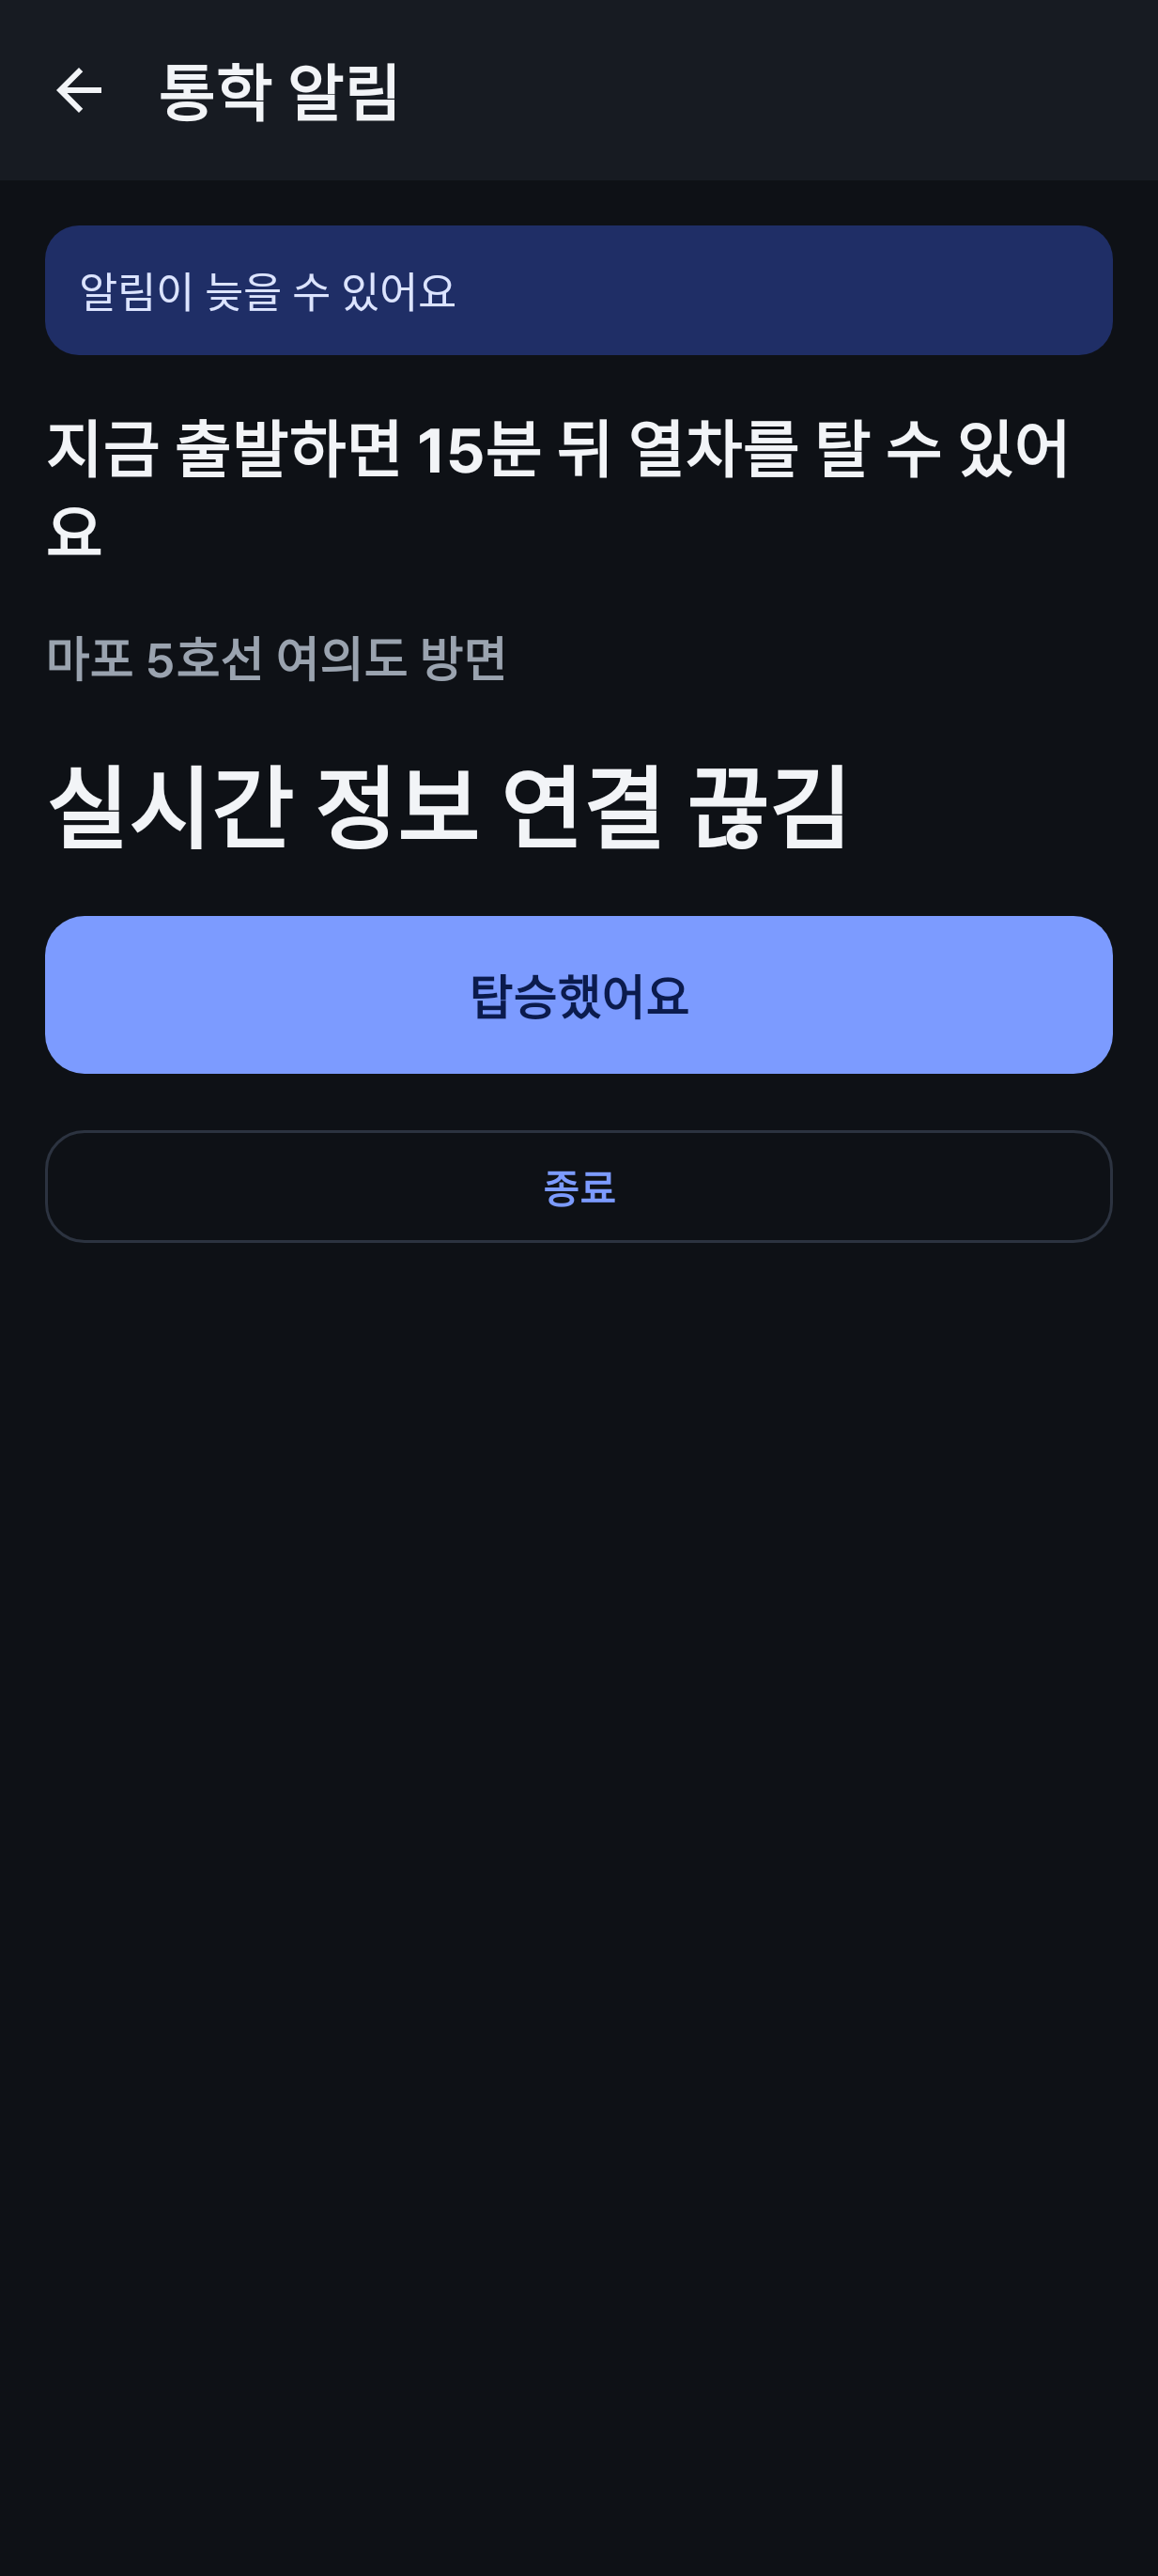 통학 알림
알림이 늦을 수 있어요
지금 출발하면 15분 뒤 열차를 탈 수 있어
요
마포 5호선 여의도 방면
실시간 정보 연결 끊김
탑승했어요
종료